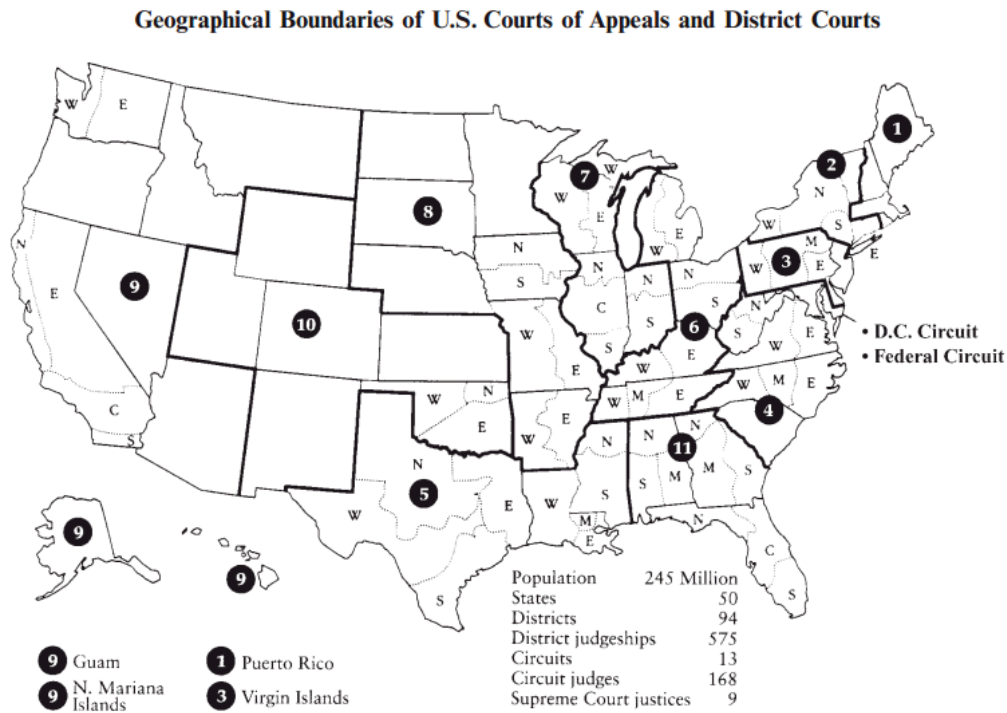 Geographical Boundaries of U.S. Courts of Appeals and District Courts
W
E
1
2
7
W
W
N
8
E
E
W
S
N
W
W
M
3
E
E
N
S
N
N
N
E
9
10
C
S
S
N
W
E
6
S
• D.C. Circuit
• Federal Circuit
W
E
W
E
W
E
W
M
E
C
S
W
N
E
W
E
W
M
E
4
N
5
N
N
11
N
W
E
W
S
S
M
M
S
M
E
N
C
S
S
9
9
Population 245 Million
States 50
Districts 94
District judgeships 575
Circuits 13
Circuit judges 168
Supreme Court justices 9
9 Guam
1 Puerto Rico
9 N. Mariana
Islands
3 Virgin Islands